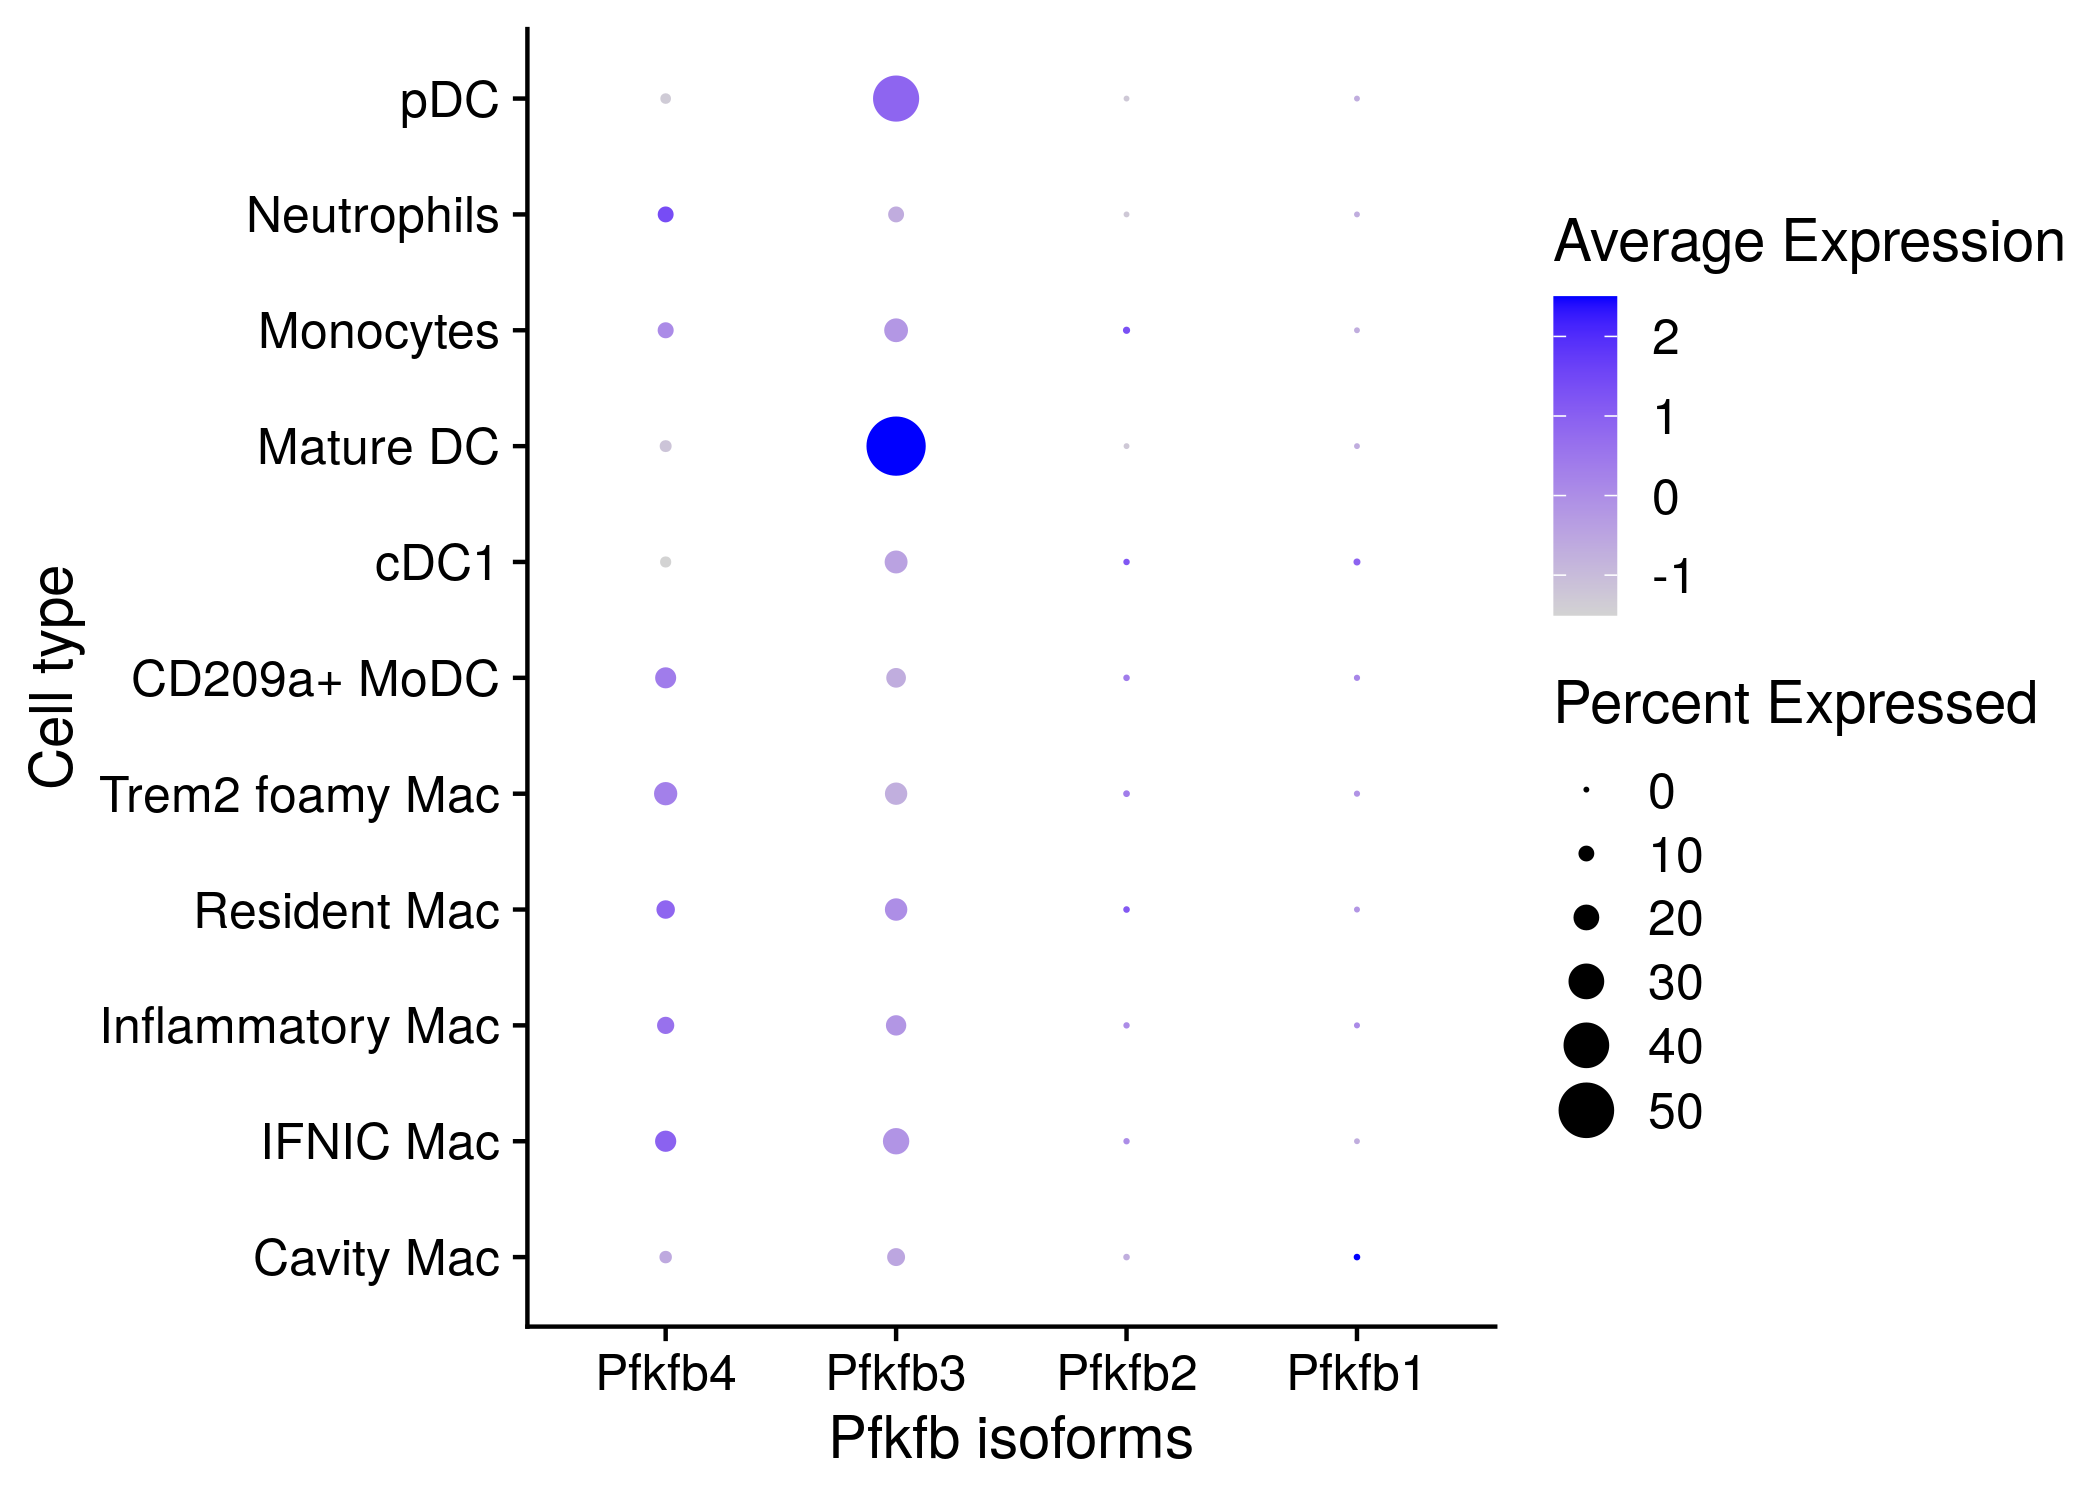 pDC
Neutrophils
Monocytes
Mature DC
cDC1
CD209a+ MoDC
Trem2 foamy Mac
Resident Mac
Inflammatory Mac
IFNIC Mac
Cavity Mac
Cell type
Pfkfb4 Pfkfb3 Pfkfb2 Pfkfb1
Pfkfb isoforms
Average Expression
2
1
0
-1
Percent Expressed
0
10
20
30
40
50